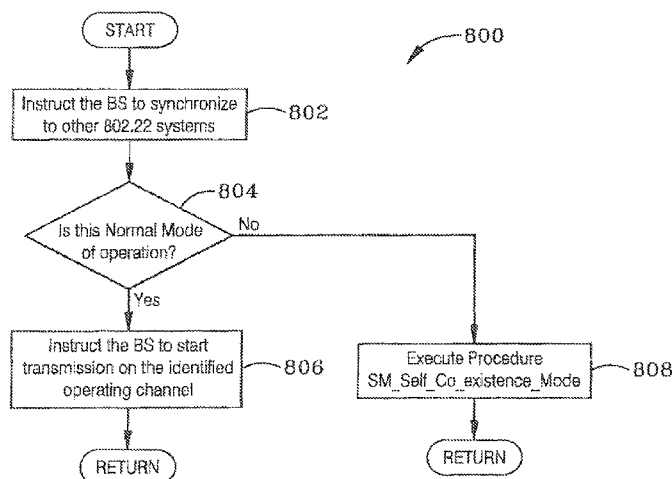 START
800
Instruct the BS to synchronize
to other 802.22 systems
802
804
Is this Normal Mode
of operation?
No
Yes
Instruct the BS to start
transmission on the identified
operating channel
806
Execute Procedure
SM_Self_Co_existence_Mode
808
RETURN
RETURN